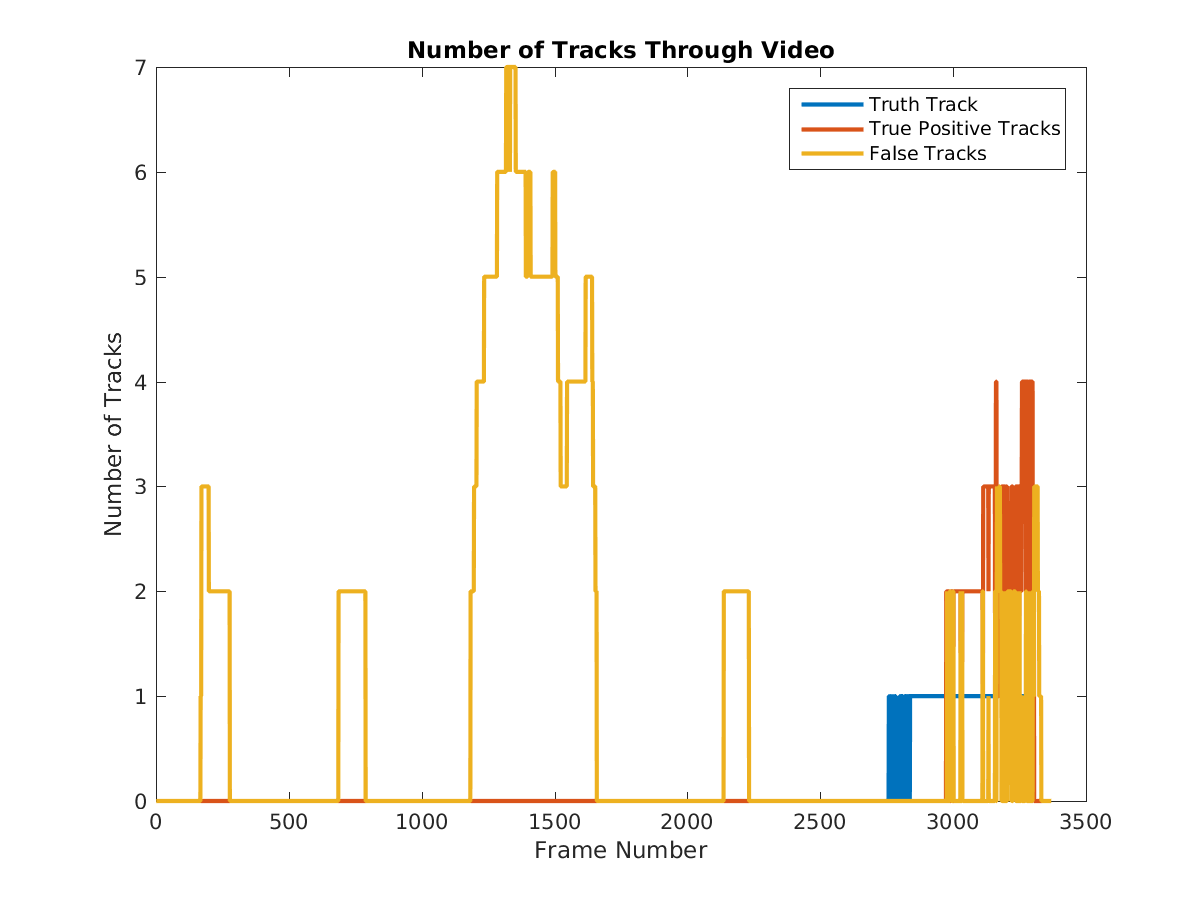 Number of Tracks Through Video
Truth Track
True Positive Tracks
False Tracks
Number of Tracks
7
6
5
4
3
2
1
0
0 500 1000 1500 2000 2500 3000 3500
Frame Number